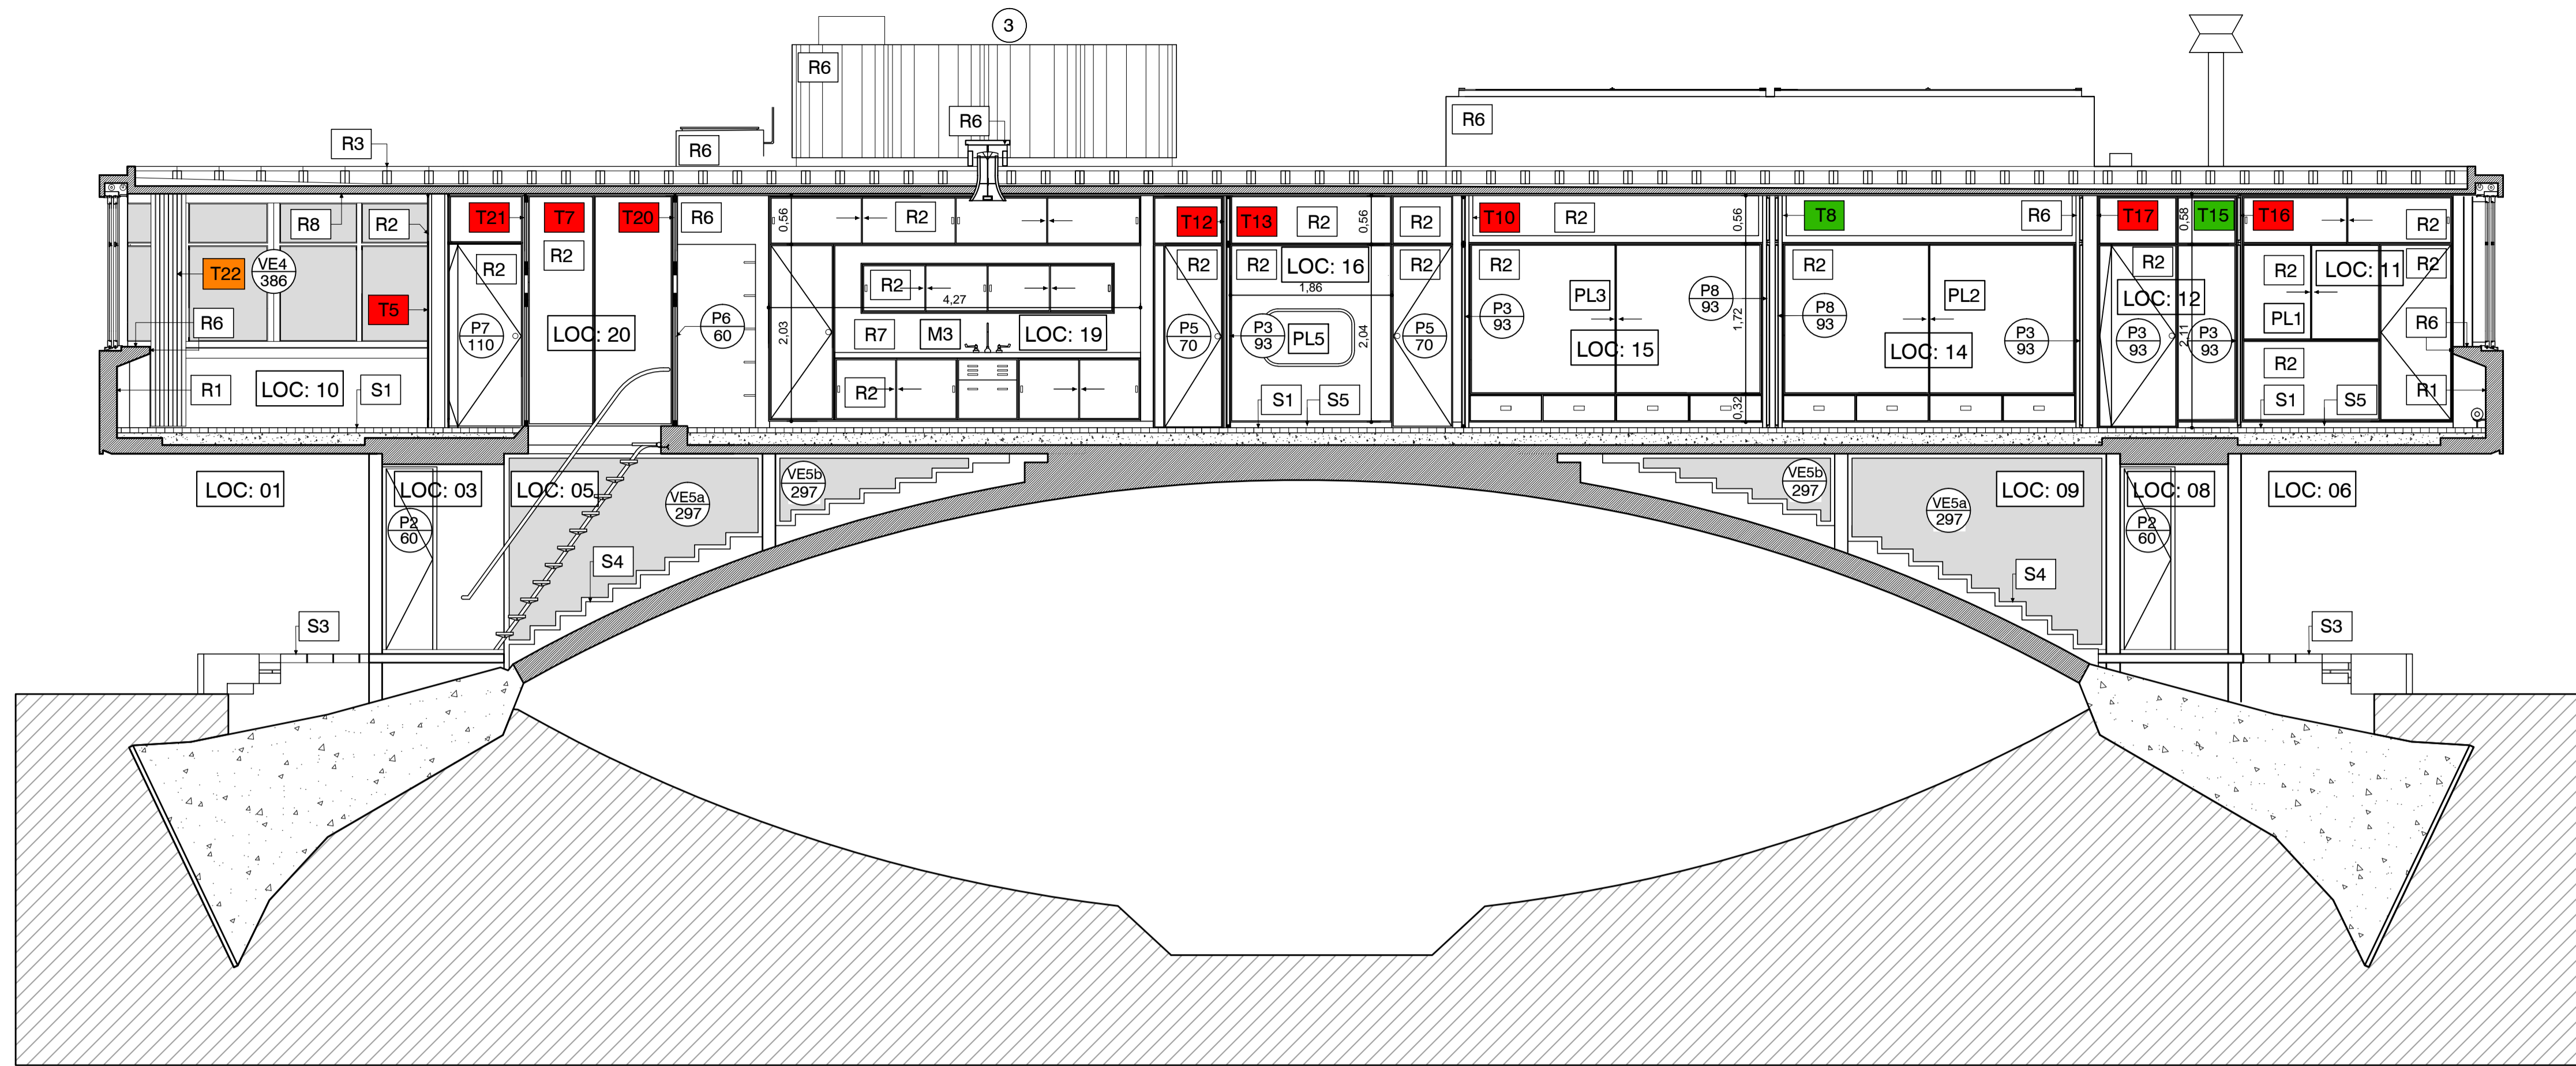 3
R6
R6
R6
R3
R6
T21
T7
T20
R6
0,56
R2
T12
T13
R2
0,56
R2
T10
R2
0,56
T8
R6
T17
0,58
T15
T16
R2
R8
R2
R2
R2
T22
VE4
386
T5
R2
4,27
R2
R2
LOC: 16
1,86
R2
R2
PL3
P8
93
R2
PL2
R2
LOC: 12
R2
LOC: 11
R2
PL1
R6
P7
110
LOC: 20
P6
60
2,03
R7
M3
LOC: 19
P5
70
P3
93
PL5
2,04
P5
70
P3
93
1,72
LOC: 15
P8
93
LOC: 14
P3
93
P3
93
2,11
P3
93
R6
R1
LOC: 10
S1
R2
S1
S5
0,32
R2
S1
S5
R1
LOC: 01
LOC: 03
LOC: 05
VE5a
297
VE5b
297
VE5b
297
VE5a
297
LOC: 09
LOC: 08
LOC: 06
P2
60
P2
60
S4
S4
S3
S3